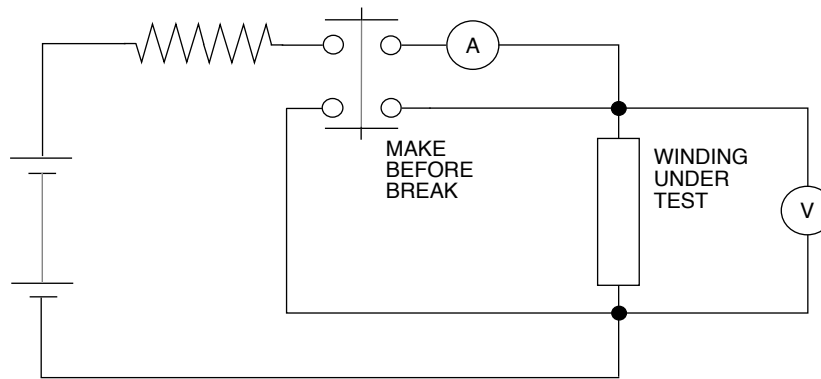 A
MAKE
BEFORE
BREAK
WINDING
UNDER
TEST
V